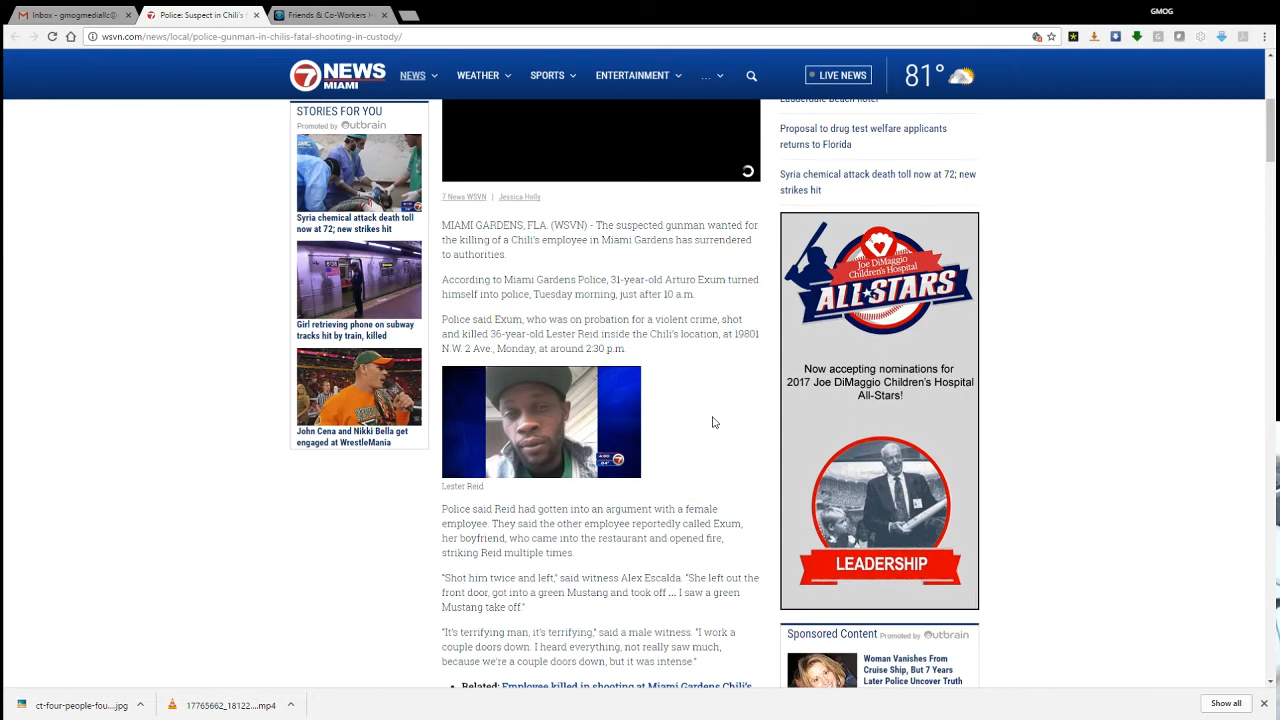 Inbox - gmogmediallc@
Police: Suspect in Chili's
Friends & Co-Workers H
GMOG
wsvn.com/news/local/police-gunman-in-chilis-fatal-shooting-in-custody/
7 NEWS
MIAMI
NEWS
WEATHER
SPORTS
ENTERTAINMENT
...
LIVE NEWS
81°
STORIES FOR YOU
Promoted by Outbrain
Syria chemical attack death toll
now at 72; new strikes hit
Girl retrieving phone on subway
tracks hit by train, killed
John Cena and Nikki Bella get
engaged at WrestleMania
7 News WSVN | Jessica Holly
MIAMI GARDENS, FLA. (WSVN) - The suspected gunman wanted for
the killing of a Chili's employee in Miami Gardens has surrendered
to authorities.
According to Miami Gardens Police, 31-year-old Arturo Exum turned
himself into police, Tuesday morning, just after 10 a.m.
Police said Exum, who was on probation for a violent crime, shot
and killed 36-year-old Lester Reid inside the Chili's location, at 19801
N.W. 2 Ave., Monday, at around 2:30 p.m.
7
Lester Reid
Police said Reid had gotten into an argument with a female
employee. They said the other employee reportedly called Exum,
her boyfriend, who came into the restaurant and opened fire,
striking Reid multiple times.
"Shot him twice and left," said witness Alex Escalda. "She left out the
front door, got into a green Mustang and took off ... I saw a green
Mustang take off."
"It's terrifying man, it's terrifying," said a male witness. "I work a
couple doors down. I heard everything, not really saw much,
because we're a couple doors down, but it was intense."
Related: Employee killed in shooting at Miami Gardens Chili's
Lauderdale Beach hotel
Proposal to drug test welfare applicants
returns to Florida
Syria chemical attack death toll now at 72; new
strikes hit
Joe DiMaggio
Children's Hospital
ALL★STARS
Now accepting nominations for
2017 Joe DiMaggio Children's Hospital
All-Stars!
LEADERSHIP
Sponsored Content Promoted by Outbrain
Woman Vanishes From
Cruise Ship, But 7 Years
Later Police Uncover Truth
ct-four-people-fou....jpg
17765662_18122....mp4
Show all